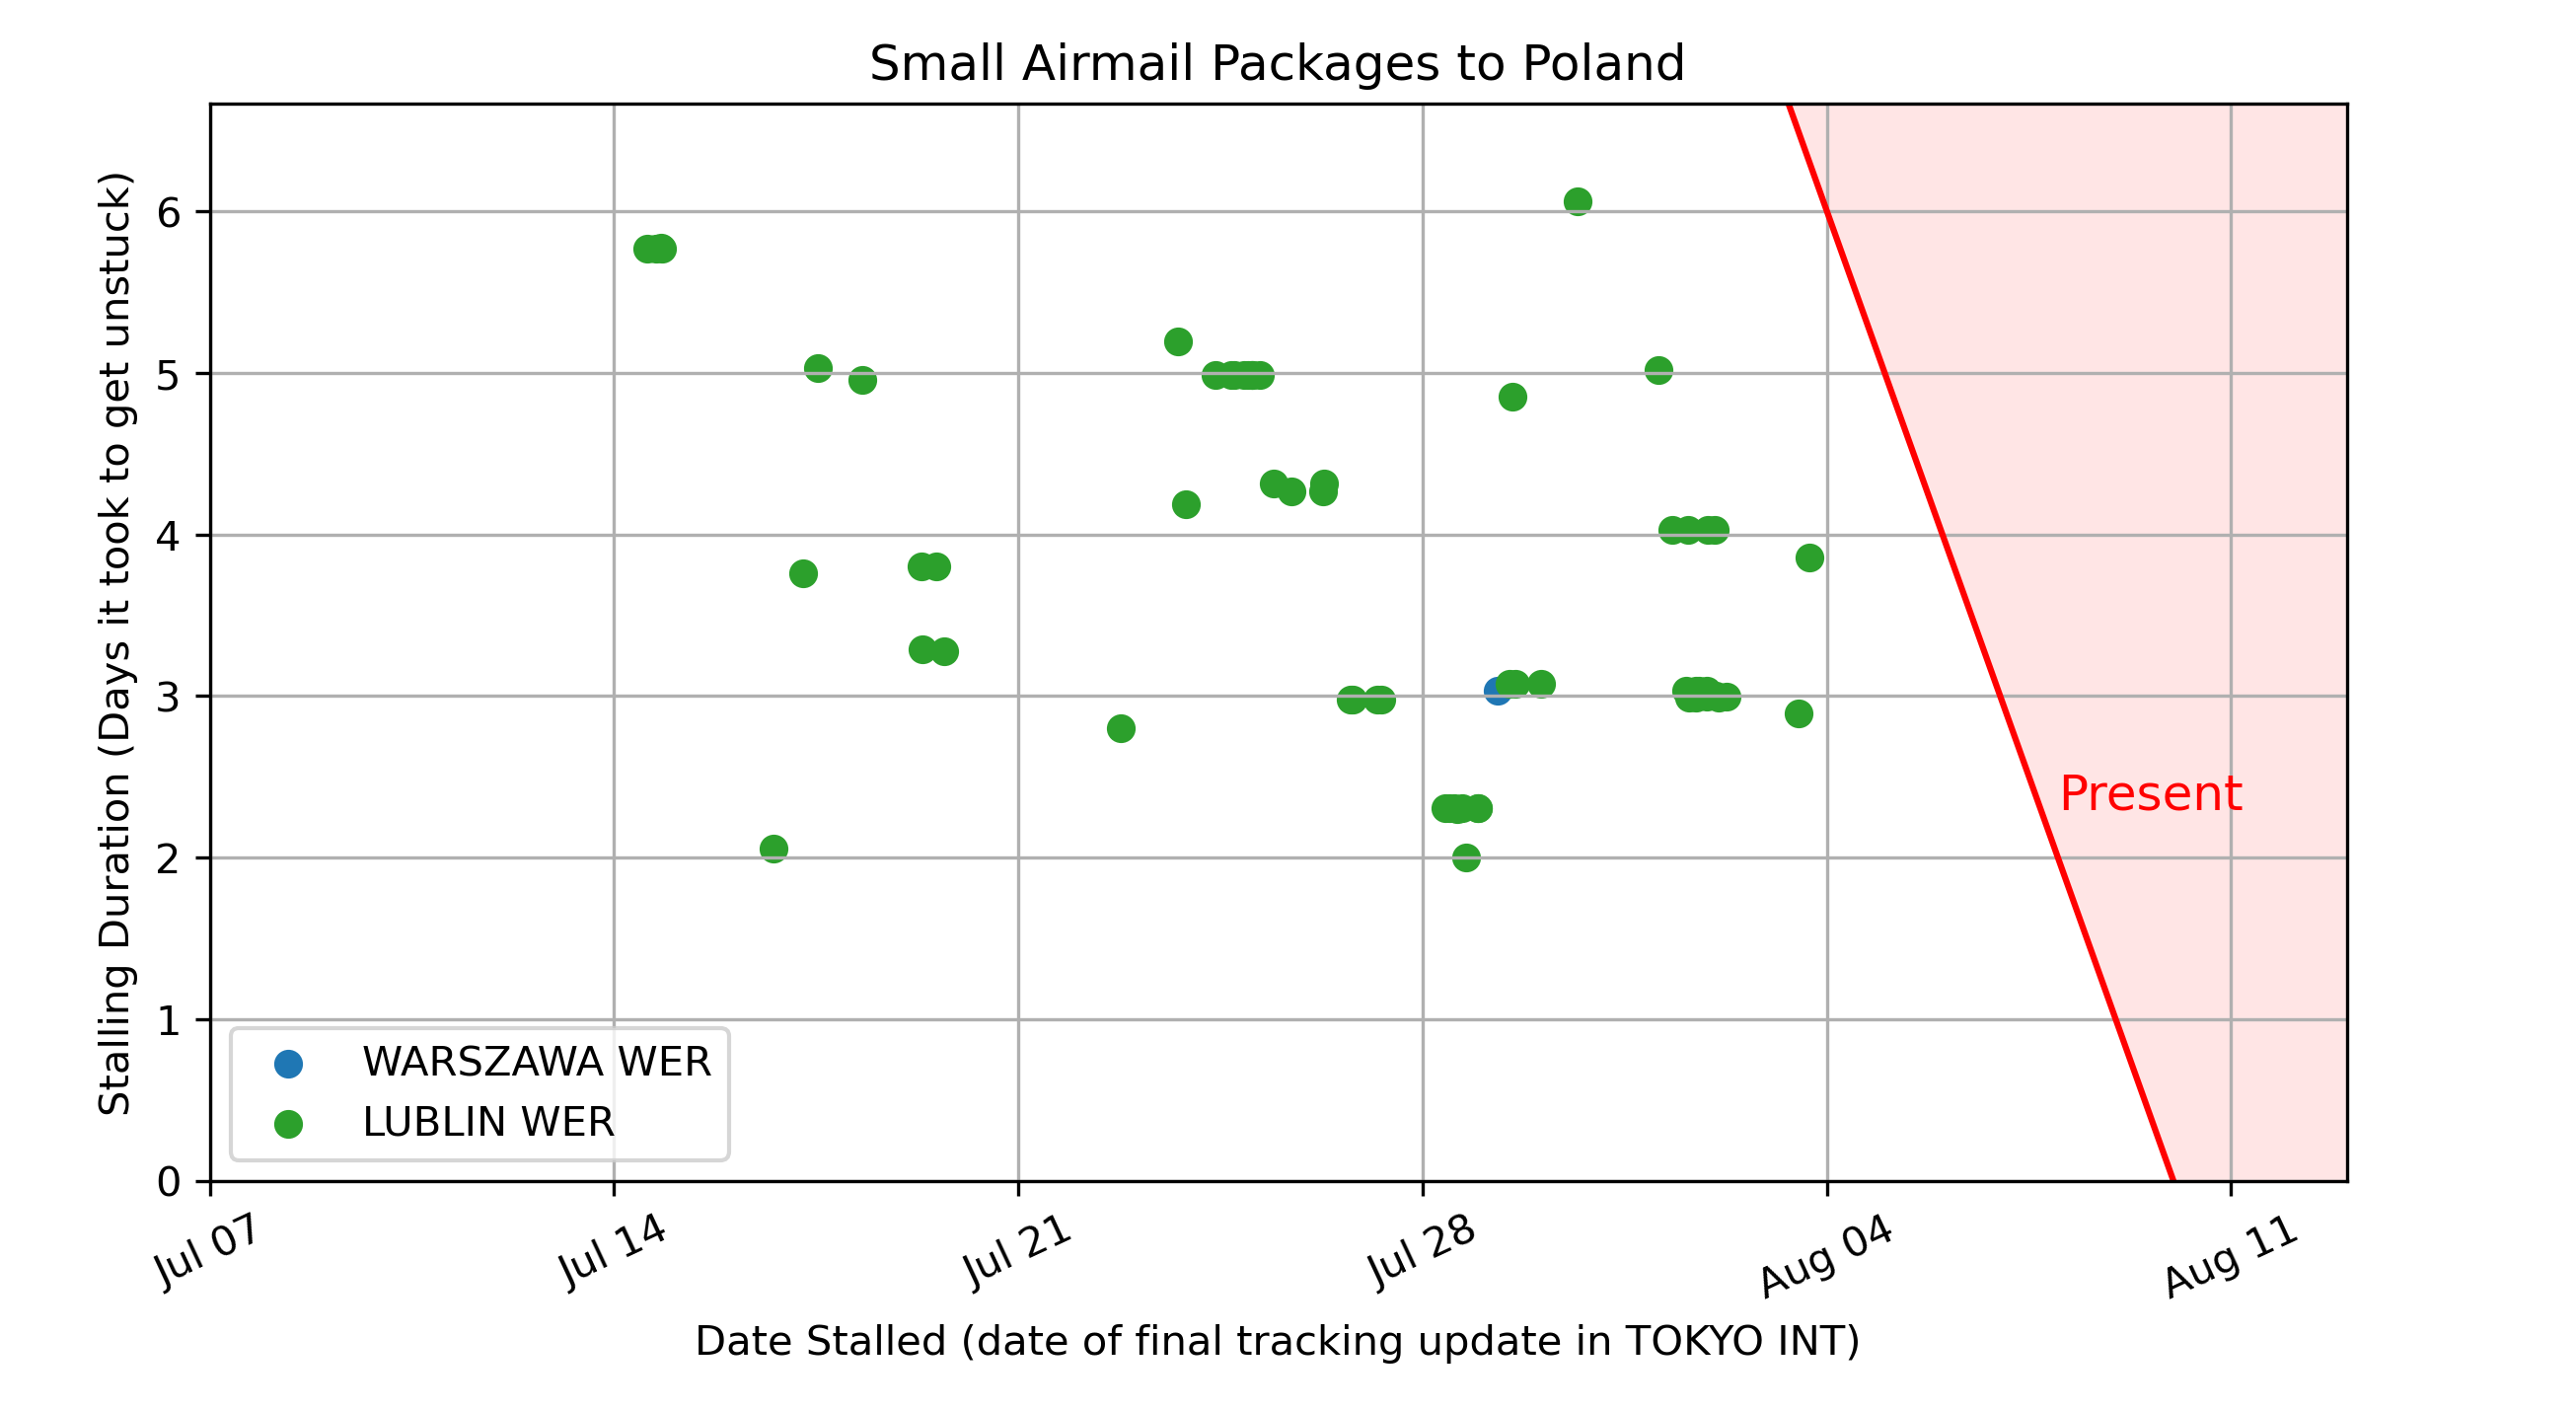 Small Airmail Packages to Poland
Stalling Duration (Days it took to get unstuck)
6
5
4
3
2
1
0
Present
WARSZAWA WER
LUBLIN WER
Jul 07
Jul 14
Jul 21
Jul 28
Aug 04
Aug 11
Date Stalled (date of final tracking update in TOKYO INT)